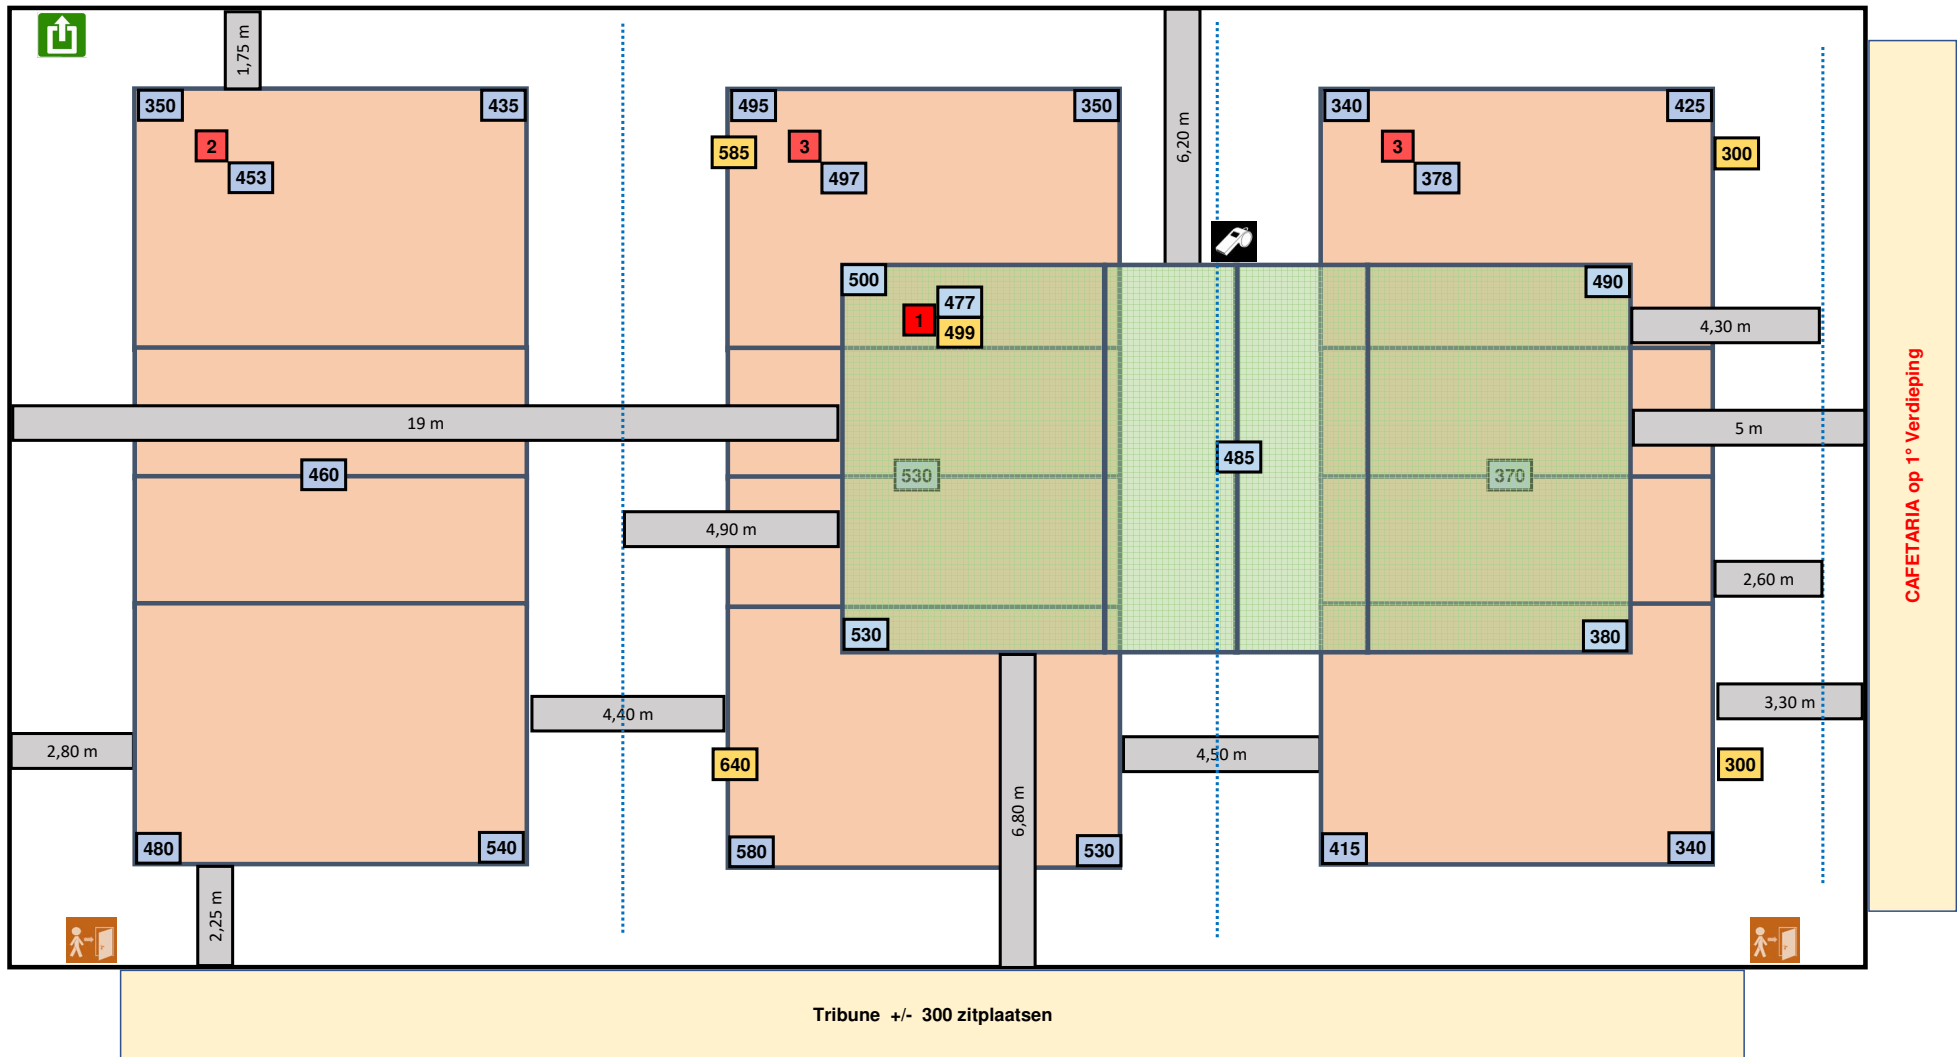 1,75 m
350
435
495
350
340
425
6,20 m
2
453
585
3
497
3
378
300
500
477
1
499
490
4,30 m
19 m
5 m
CAFETARIA op 1° Verdieping
460
530
485
370
4,90 m
2,60 m
530
380
4,40 m
3,30 m
2,80 m
640
4,50 m
300
6,80 m
480
540
580
530
415
340
2,25 m
Tribune +/- 300 zitplaatsen